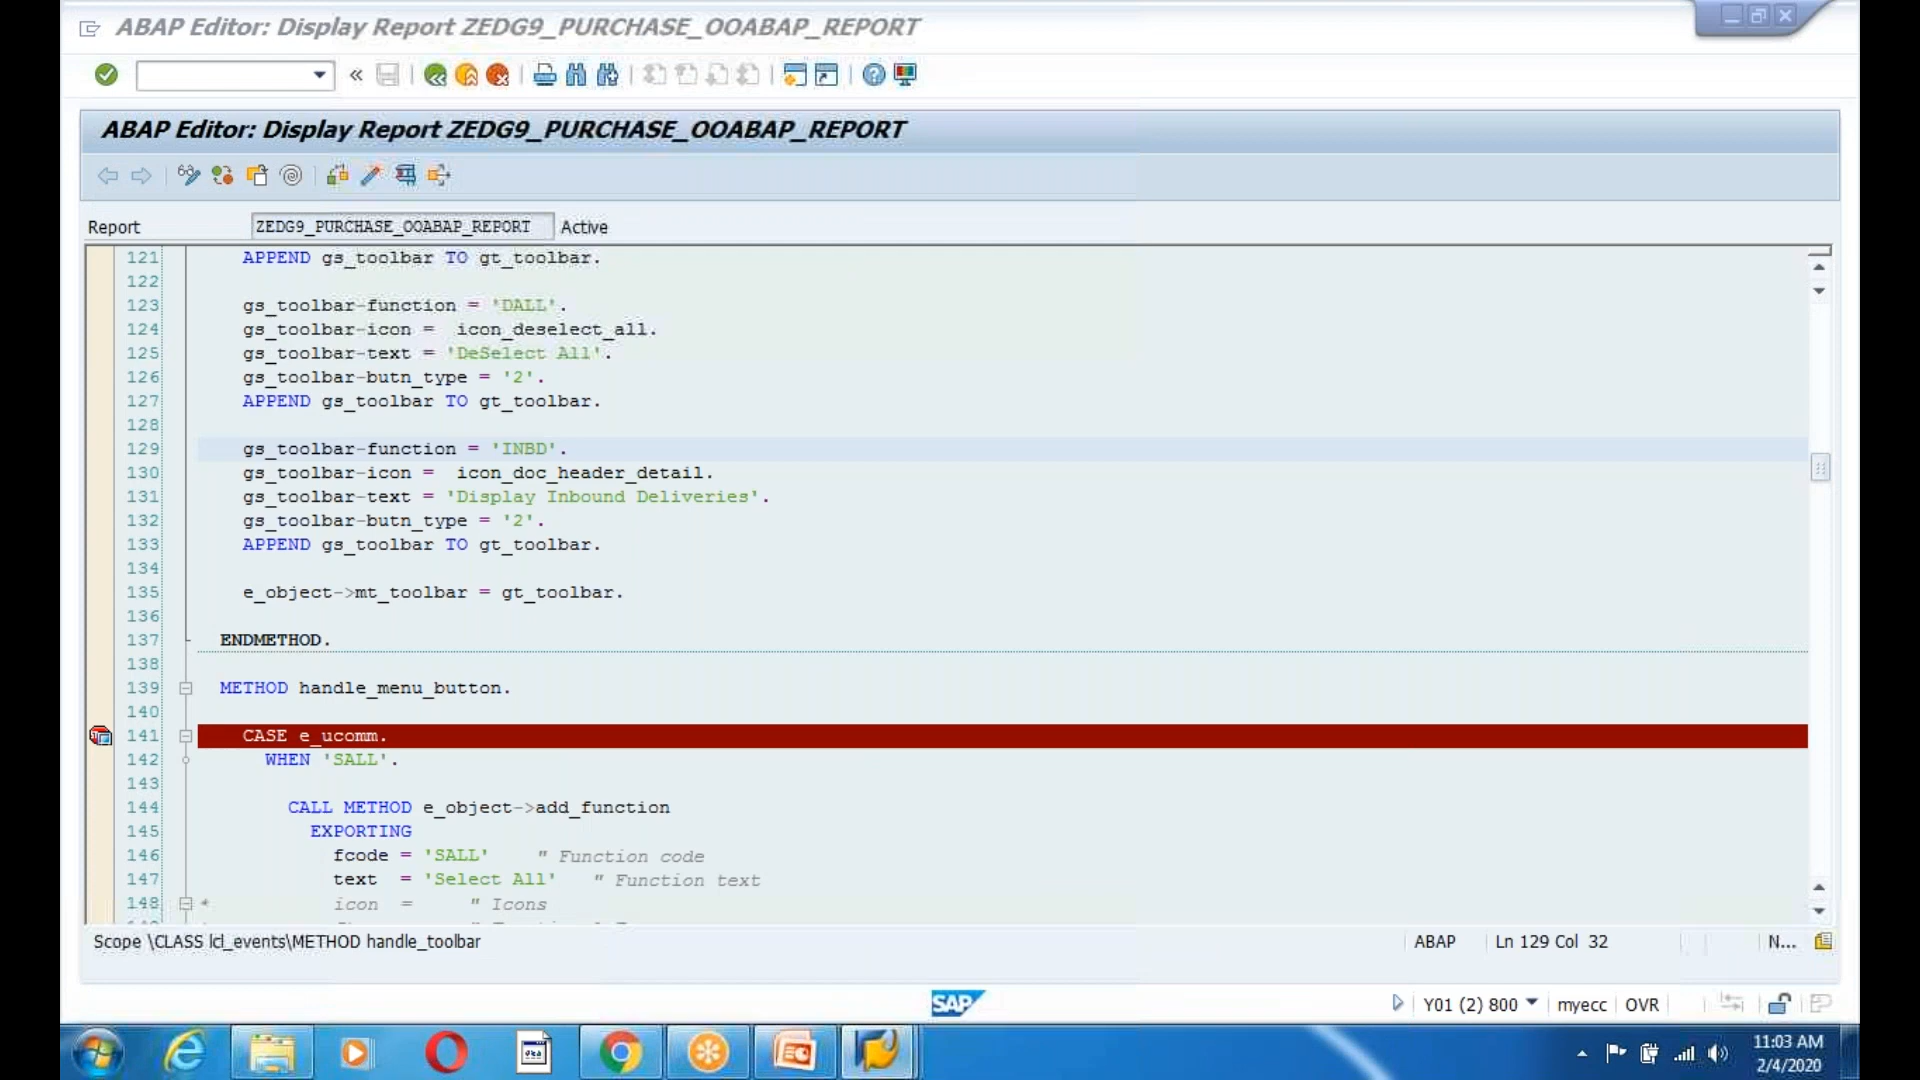 ABAP Editor: Display Report ZEDG9_PURCHASE_OOABAP_REPORT
ABAP Editor: Display Report ZEDG9_PURCHASE_OOABAP_REPORT
Report ZEDG9_PURCHASE_OOABAP_REPORT Active
121 APPEND gs_toolbar TO gt_toolbar.
122
123 gs_toolbar-function = 'DALL'.
124 gs_toolbar-icon =  icon_deselect_all.
125 gs_toolbar-text = 'DeSelect All'.
126 gs_toolbar-butn_type = '2'.
127 APPEND gs_toolbar TO gt_toolbar.
128
129 gs_toolbar-function = 'INBD'.
130 gs_toolbar-icon =  icon_doc_header_detail.
131 gs_toolbar-text = 'Display Inbound Deliveries'.
132 gs_toolbar-butn_type = '2'.
133 APPEND gs_toolbar TO gt_toolbar.
134
135 e_object->mt_toolbar = gt_toolbar.
136
137 ENDMETHOD.
138
139 METHOD handle_menu_button.
140
141 CASE e_ucomm.
142 WHEN 'SALL'.
143
144 CALL METHOD e_object->add_function
145 EXPORTING
146 fcode = 'SALL' " Function code
147 text = 'Select All' " Function text
148 * icon = " Icons
Scope \CLASS lcl_events\METHOD handle_toolbar ABAP Ln 129 Col 32 N...
SAP Y01 (2) 800 myecc OVR
11:03 AM
2/4/2020